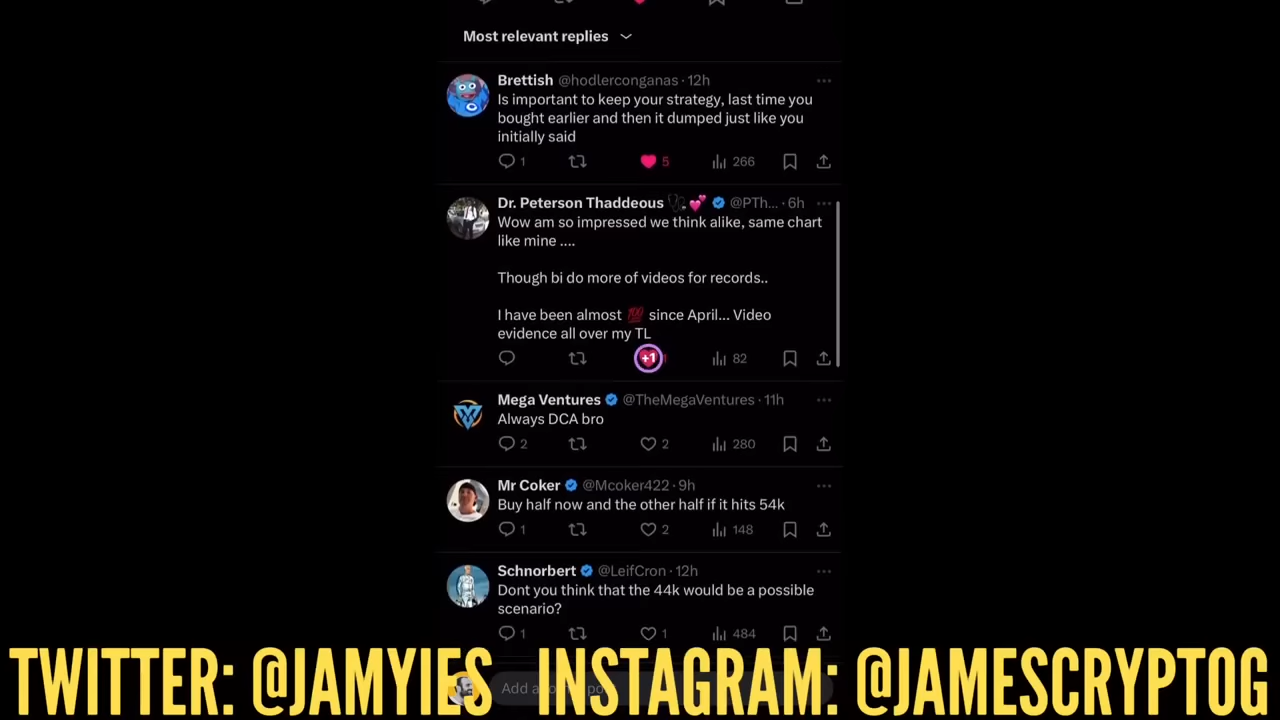 Most relevant replies
Brettish @hodlerconganas · 12h
Is important to keep your strategy, last time you
bought earlier and then it dumped just like you
initially said
1 5 266
Dr. Peterson Thaddeous 🩺💕 @PTh... · 6h
Wow am so impressed we think alike, same chart
like mine ....
Though bi do more of videos for records..
I have been almost 💯 since April... Video
evidence all over my TL
+1 82
Mega Ventures @TheMegaVentures · 11h
Always DCA bro
2 2 280
Mr Coker @Mcoker422 · 9h
Buy half now and the other half if it hits 54k
1 2 148
Schnorbert @LeifCron · 12h
Dont you think that the 44k would be a possible
scenario?
1 1 484
Add
TWITTER: @JAMYIES INSTAGRAM: @JAMESCRYPTOG